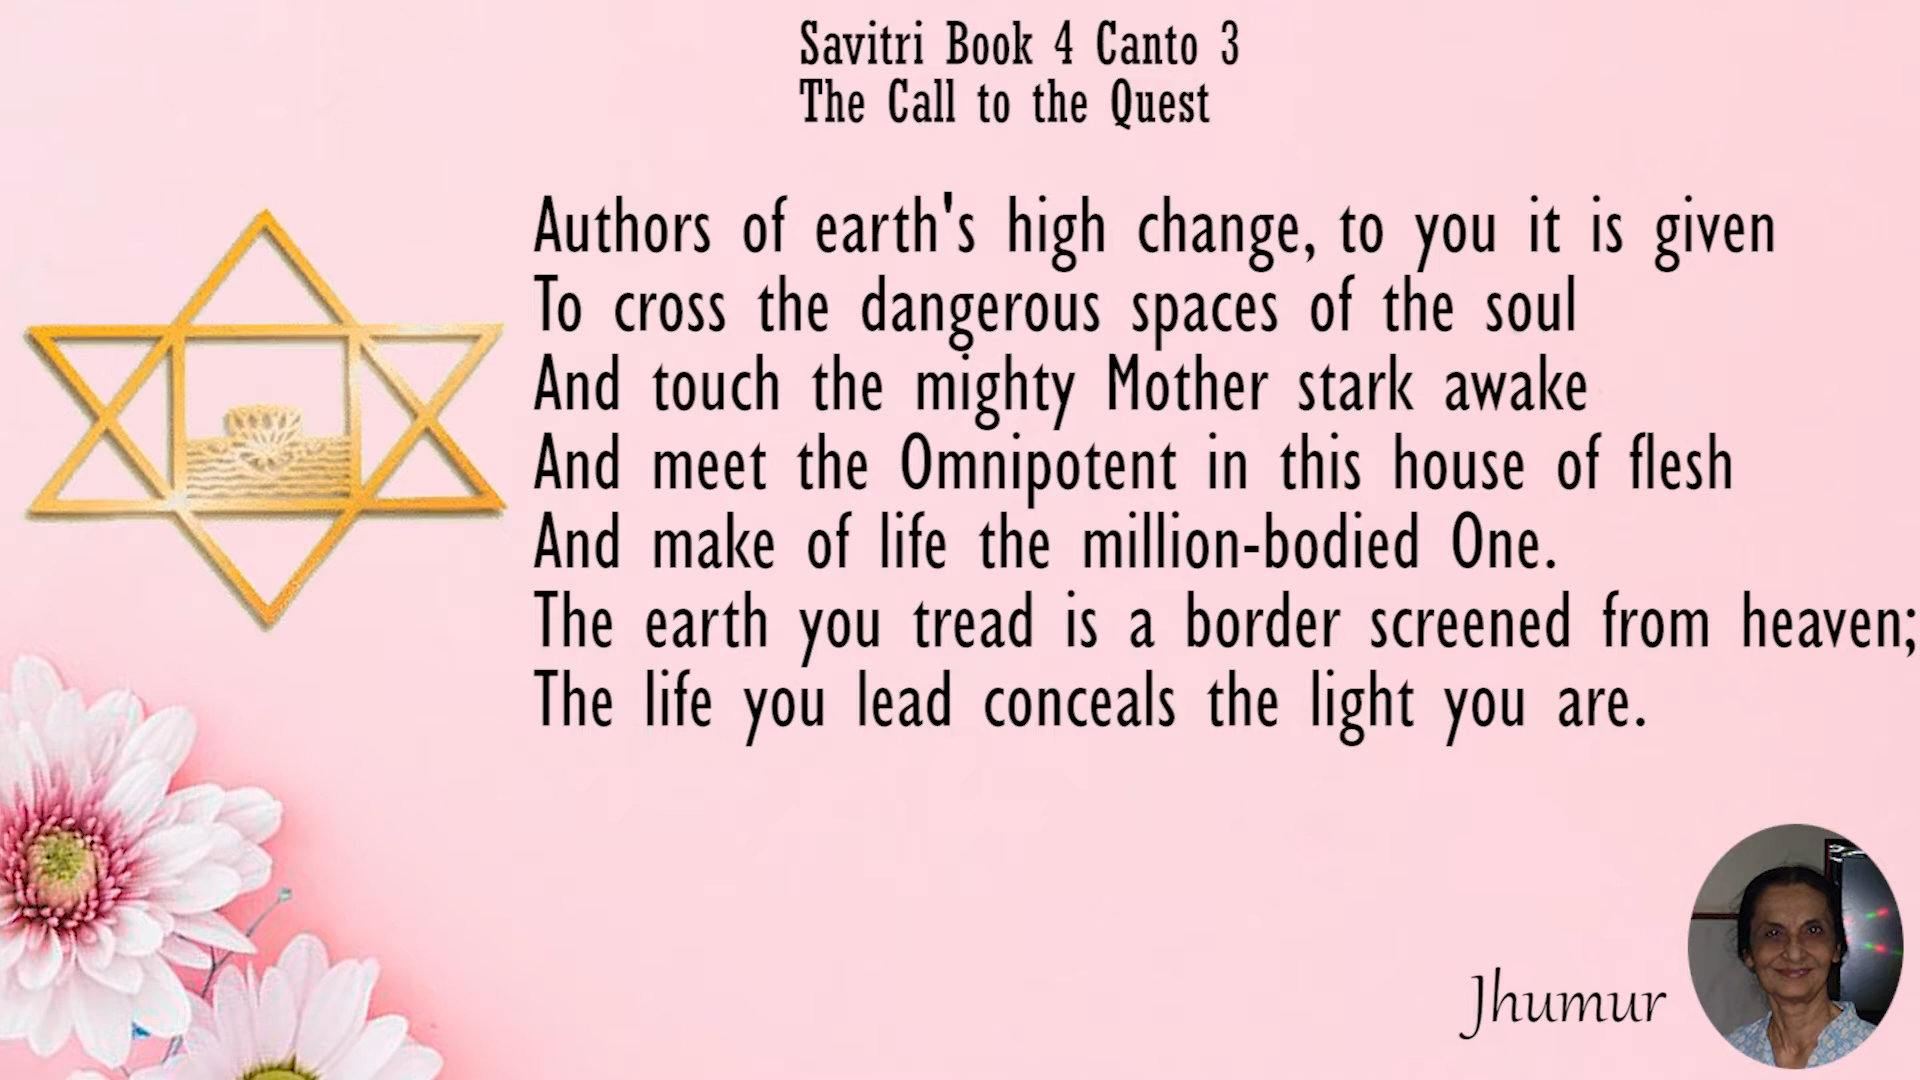 Savitri Book 4 Canto 3
The Call to the Quest
Authors of earth's high change, to you it is given
To cross the dangerous spaces of the soul
And touch the mighty Mother stark awake
And meet the Omnipotent in this house of flesh
And make of life the million-bodied One.
The earth you tread is a border screened from heaven;
The life you lead conceals the light you are.
Jhumur